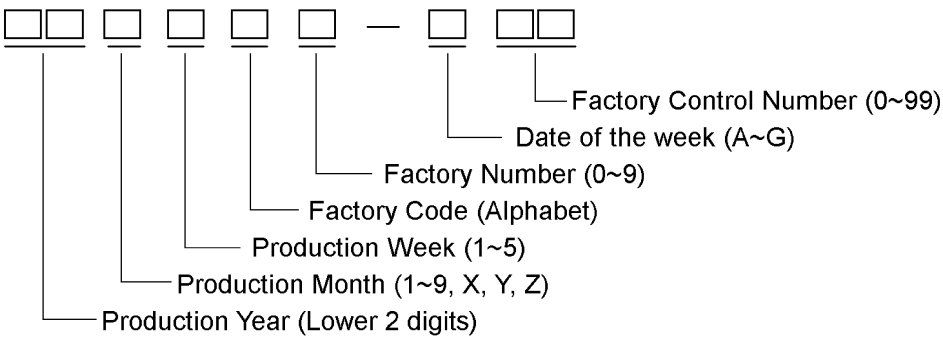 Factory Control Number (0~99)
Date of the week (A~G)
Factory Number (0~9)
Factory Code (Alphabet)
Production Week (1~5)
Production Month (1~9, X, Y, Z)
Production Year (Lower 2 digits)